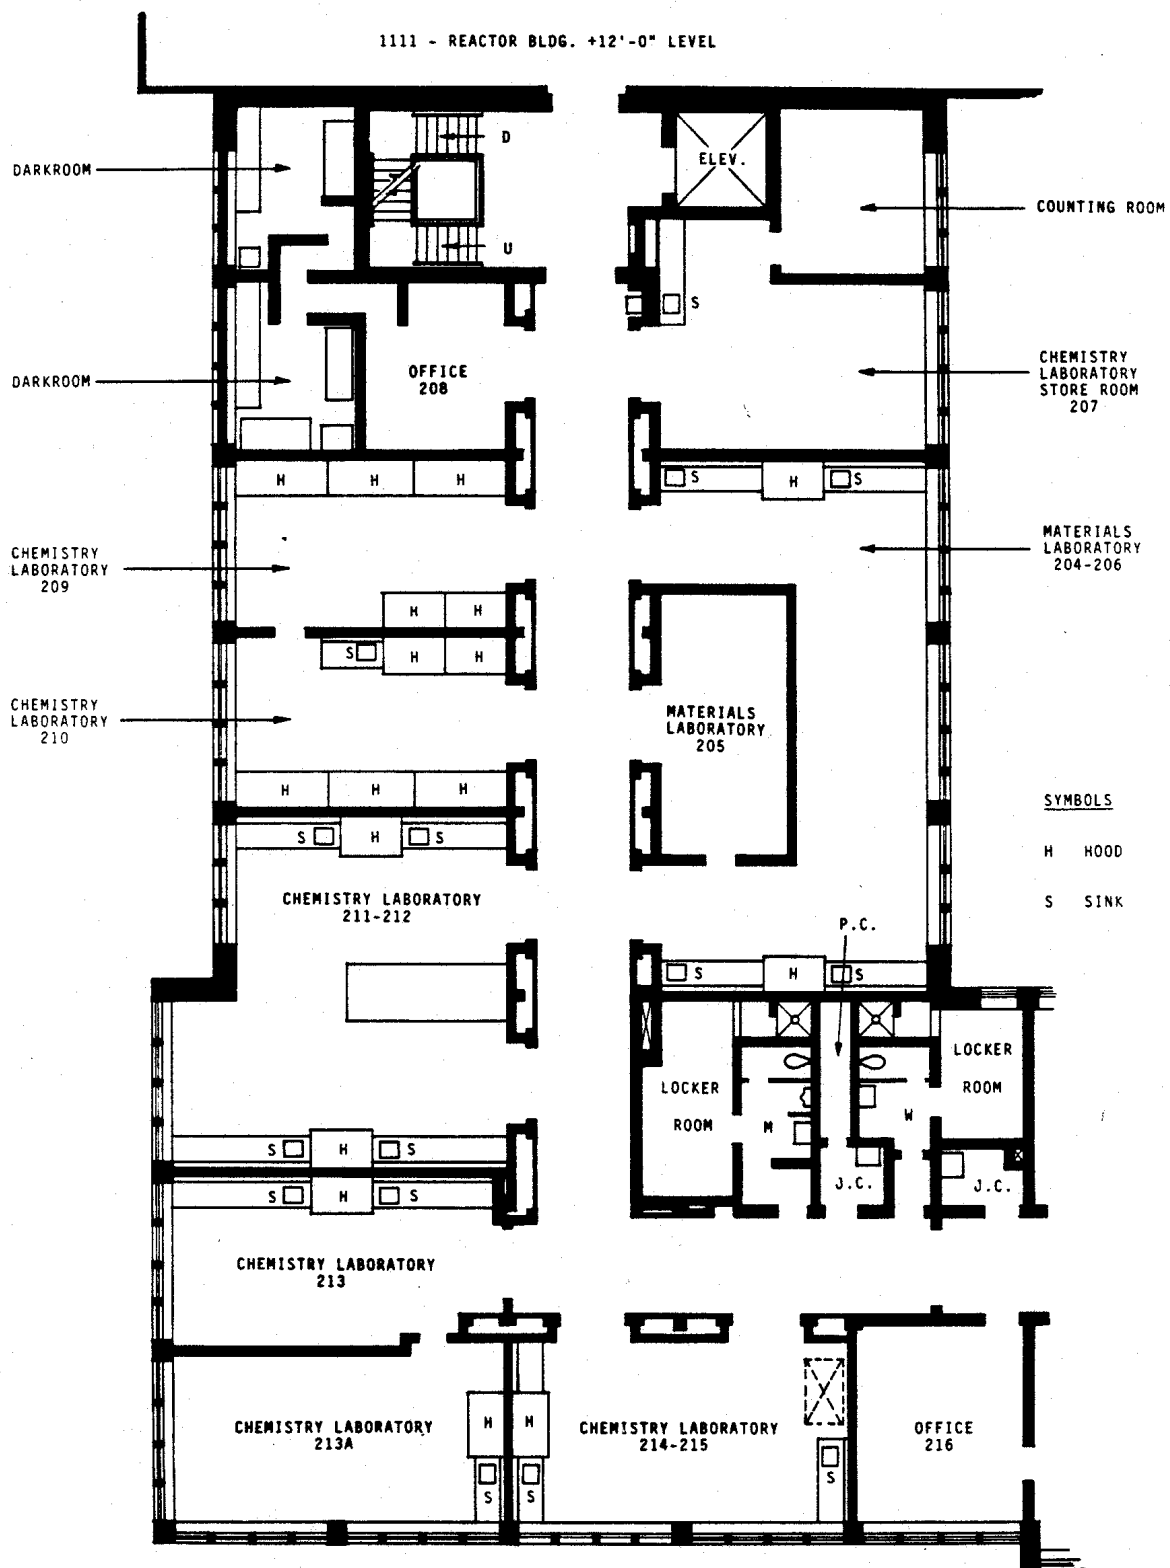 1111 - REACTOR BLDG. +12'-0" LEVEL
D
ELEV.
DARKROOM
COUNTING ROOM
U
S
CHEMISTRY
LABORATORY
STORE ROOM
207
OFFICE
208
DARKROOM
H H H
S H S
MATERIALS
LABORATORY
204-206
CHEMISTRY
LABORATORY
209
H H
S H H
CHEMISTRY
LABORATORY
210
MATERIALS
LABORATORY
205
H H H
S H S
SYMBOLS
H HOOD
S SINK
CHEMISTRY LABORATORY
211-212
P.C.
S H S
LOCKER
ROOM
LOCKER
ROOM
M
W
J.C.
J.C.
S H S
S H S
CHEMISTRY LABORATORY
213
CHEMISTRY LABORATORY
213A
H H
S S
CHEMISTRY LABORATORY
214-215
S
OFFICE
216